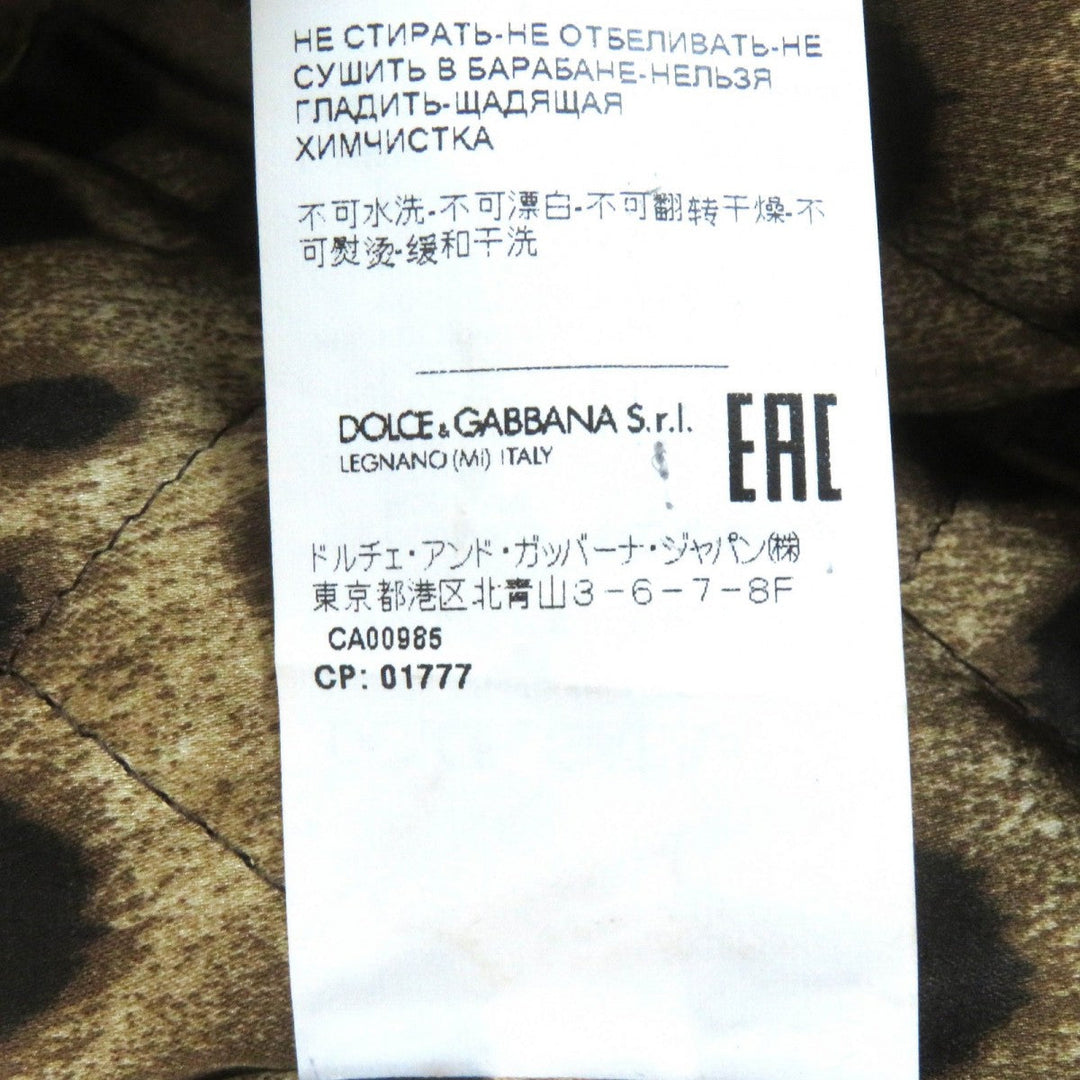 НЕ СТИРАТЬ-НЕ ОТБЕЛИВАТЬ-НЕ
СУШИТЬ В БАРАБАНЕ-НЕЛЬЗЯ
ГЛАДИТЬ-ЩАДЯЩАЯ
ХИМЧИСТКА
不可水洗-不可漂白-不可翻转干燥-不
可熨烫-缓和干洗
DOLCE & GABBANA S.r.l.
LEGNANO (Mi) ITALY
EAC
ドルチェ・アンド・ガッバーナ・ジャパン㈱
東京都港区北青山3-6-7-8F
CA00985
CP: 01777